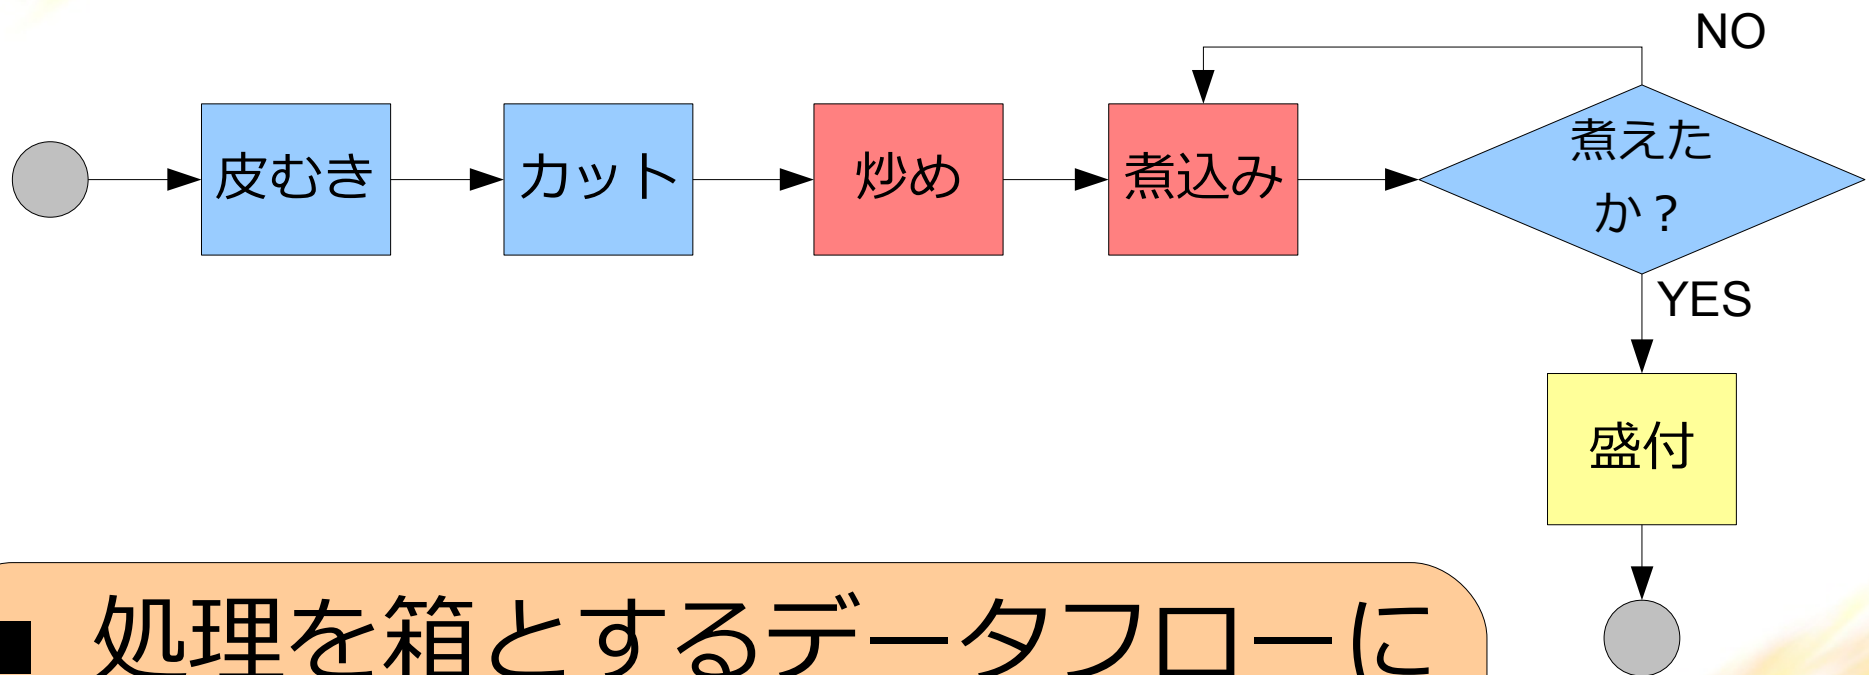 NO
皮むき
カット
炒め
煮込み
煮えた
か？
YES
盛付
■ 処理を箱とするデータフローに